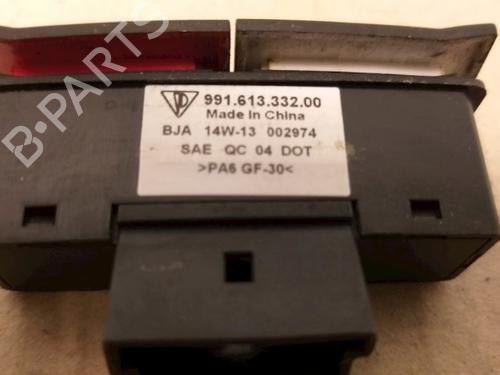 991.613.332.00
Made in China
BJA 14W-13 002974
SAE QC 04 DOT
>PA6 GF-30<
B-PARTS